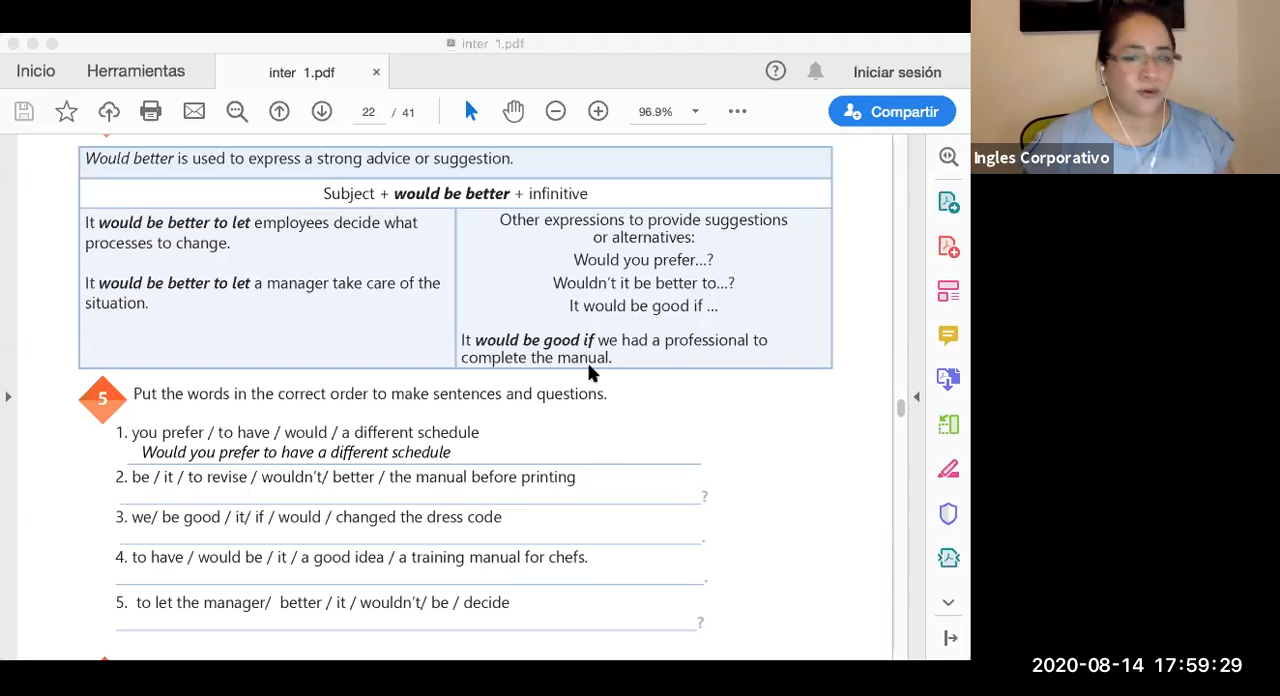 inter 1.pdf
Inicio
Herramientas
inter 1.pdf
×
Iniciar sesión
22 / 41
96.9%
Compartir
Ingles Corporativo
Would better is used to express a strong advice or suggestion.
Subject + would be better + infinitive
It would be better to let employees decide what
processes to change.
It would be better to let a manager take care of the
situation.
Other expressions to provide suggestions
or alternatives:
Would you prefer...?
Wouldn't it be better to...?
It would be good if ...
It would be good if we had a professional to
complete the manual.
5 Put the words in the correct order to make sentences and questions.
1. you prefer / to have / would / a different schedule
Would you prefer to have a different schedule
2. be / it / to revise / wouldn't/ better / the manual before printing
?
3. we/ be good / it/ if / would / changed the dress code
.
4. to have / would be / it / a good idea / a training manual for chefs.
.
5. to let the manager/ better / it / wouldn't/ be / decide
?
2020-08-14 17:59:29